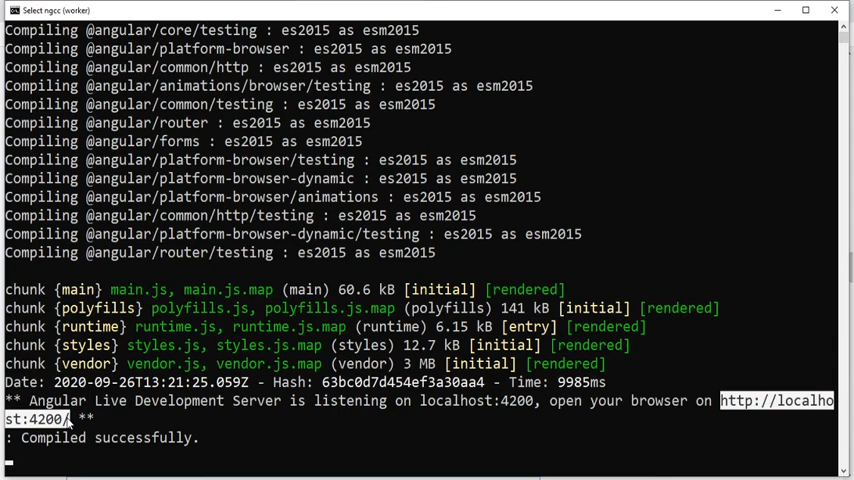 Select ngcc (worker)
Compiling @angular/core/testing : es2015 as esm2015
Compiling @angular/platform-browser : es2015 as esm2015
Compiling @angular/common/http : es2015 as esm2015
Compiling @angular/animations/browser/testing : es2015 as esm2015
Compiling @angular/common/testing : es2015 as esm2015
Compiling @angular/router : es2015 as esm2015
Compiling @angular/forms : es2015 as esm2015
Compiling @angular/platform-browser/testing : es2015 as esm2015
Compiling @angular/platform-browser-dynamic : es2015 as esm2015
Compiling @angular/platform-browser/animations : es2015 as esm2015
Compiling @angular/common/http/testing : es2015 as esm2015
Compiling @angular/platform-browser-dynamic/testing : es2015 as esm2015
Compiling @angular/router/testing : es2015 as esm2015
chunk {main} main.js, main.js.map (main) 60.6 kB [initial] [rendered]
chunk {polyfills} polyfills.js, polyfills.js.map (polyfills) 141 kB [initial] [rendered]
chunk {runtime} runtime.js, runtime.js.map (runtime) 6.15 kB [entry] [rendered]
chunk {styles} styles.js, styles.js.map (styles) 12.7 kB [initial] [rendered]
chunk {vendor} vendor.js, vendor.js.map (vendor) 3 MB [initial] [rendered]
Date: 2020-09-26T13:21:25.059Z - Hash: 63bc0d7d454ef3a30aa4 - Time: 9985ms
** Angular Live Development Server is listening on localhost:4200, open your browser on http://localho
st:4200/ **
: Compiled successfully.